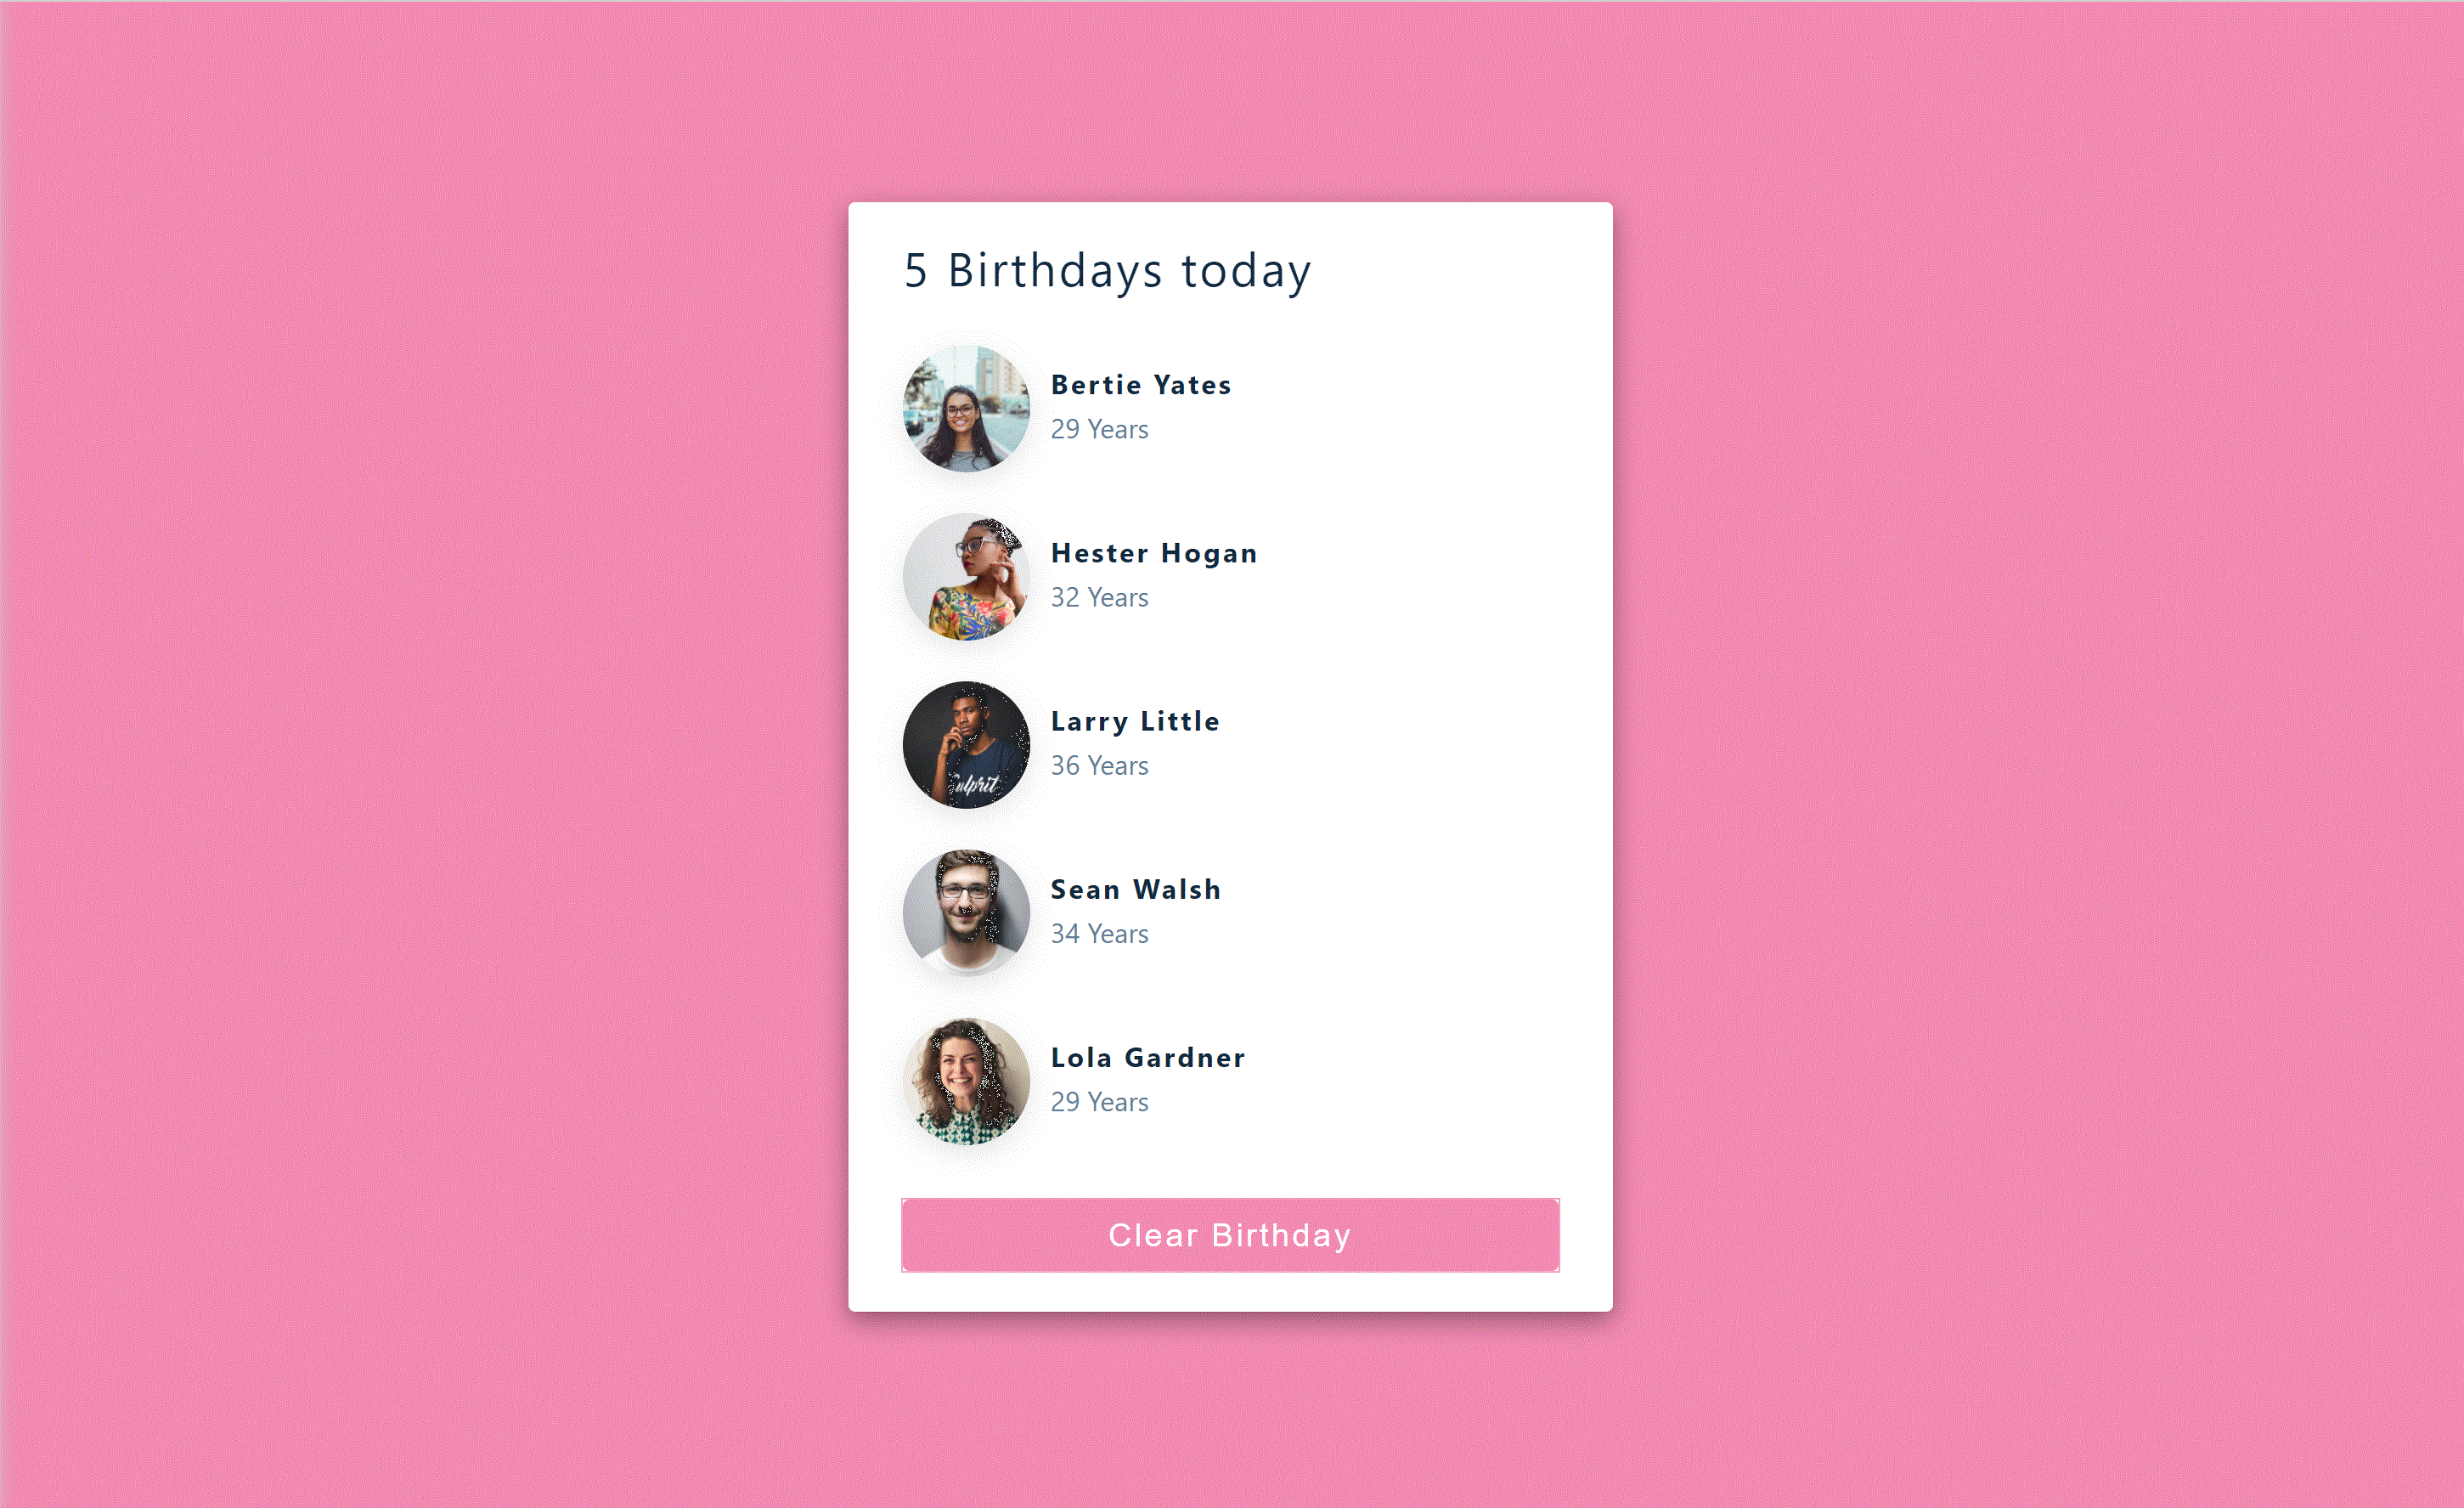 5 Birthdays today
Bertie Yates
29 Years
Hester Hogan
32 Years
Larry Little
36 Years
Culprit
Sean Walsh
34 Years
Lola Gardner
29 Years
Clear Birthday